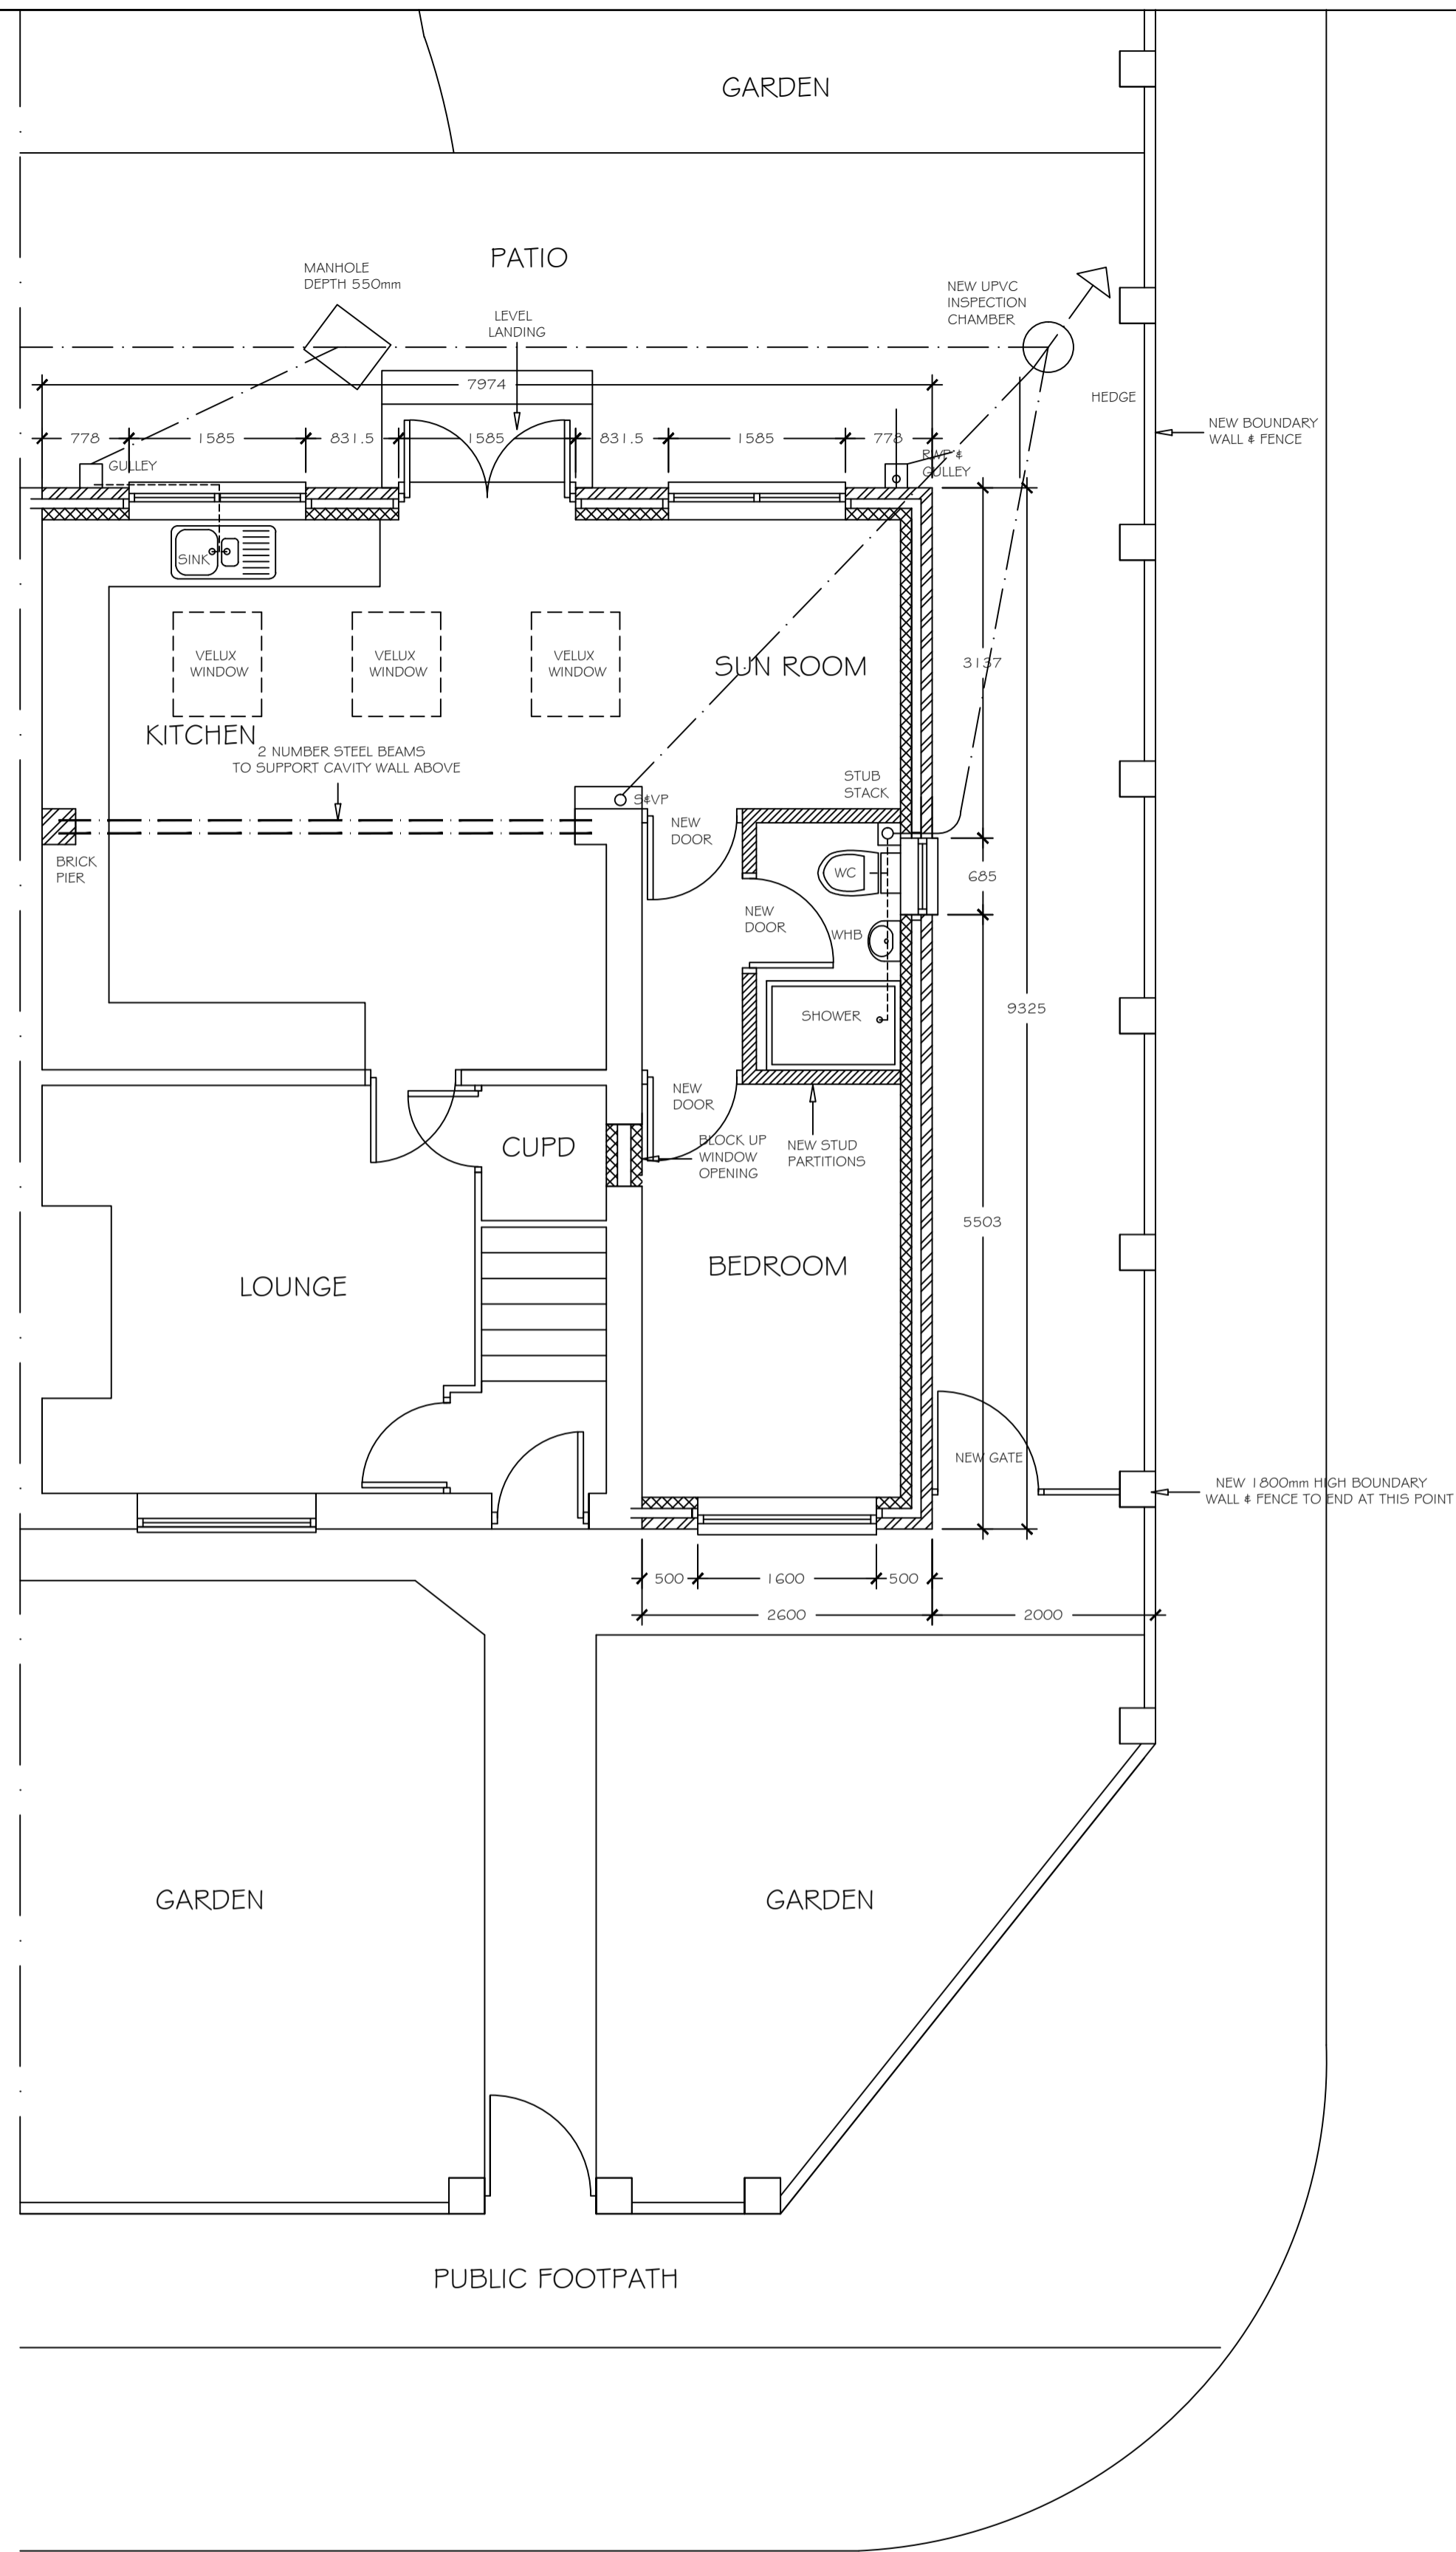 GARDEN
PATIO
MANHOLE
DEPTH 550mm
LEVEL
LANDING
NEW UPVC
INSPECTION
CHAMBER
HEDGE
NEW BOUNDARY
WALL & FENCE
7974
778
1585
831.5
1585
831.5
1585
778
GULLEY
RWP &
GULLEY
SINK
VELUX
WINDOW
VELUX
WINDOW
VELUX
WINDOW
SUN ROOM
3137
KITCHEN
2 NUMBER STEEL BEAMS
TO SUPPORT CAVITY WALL ABOVE
S&VP
STUB
STACK
NEW
DOOR
BRICK
PIER
WC
685
NEW
DOOR
WHB
SHOWER
9325
NEW
DOOR
CUPD
BLOCK UP
WINDOW
OPENING
NEW STUD
PARTITIONS
5503
LOUNGE
BEDROOM
NEW GATE
NEW 1800mm HIGH BOUNDARY
WALL & FENCE TO END AT THIS POINT
500
1600
500
2600
2000
GARDEN
GARDEN
PUBLIC FOOTPATH